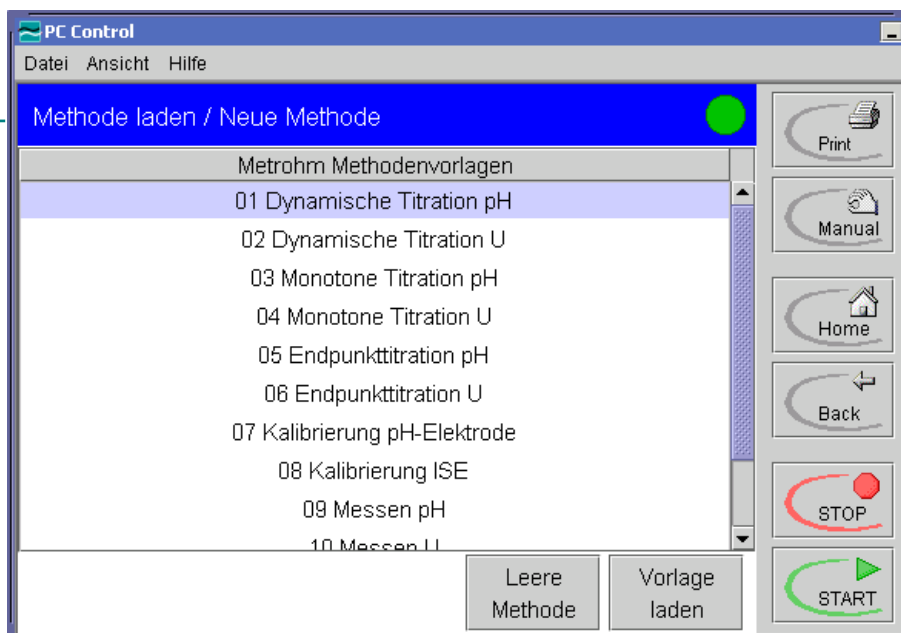 PC Control
Datei Ansicht Hilfe
Methode laden / Neue Methode
Metrohm Methodenvorlagen
01 Dynamische Titration pH
02 Dynamische Titration U
03 Monotone Titration pH
04 Monotone Titration U
05 Endpunkttitration pH
06 Endpunkttitration U
07 Kalibrierung pH-Elektrode
08 Kalibrierung ISE
09 Messen pH
10 Messen U
Leere
Methode
Vorlage
laden
Print
Manual
Home
Back
STOP
START